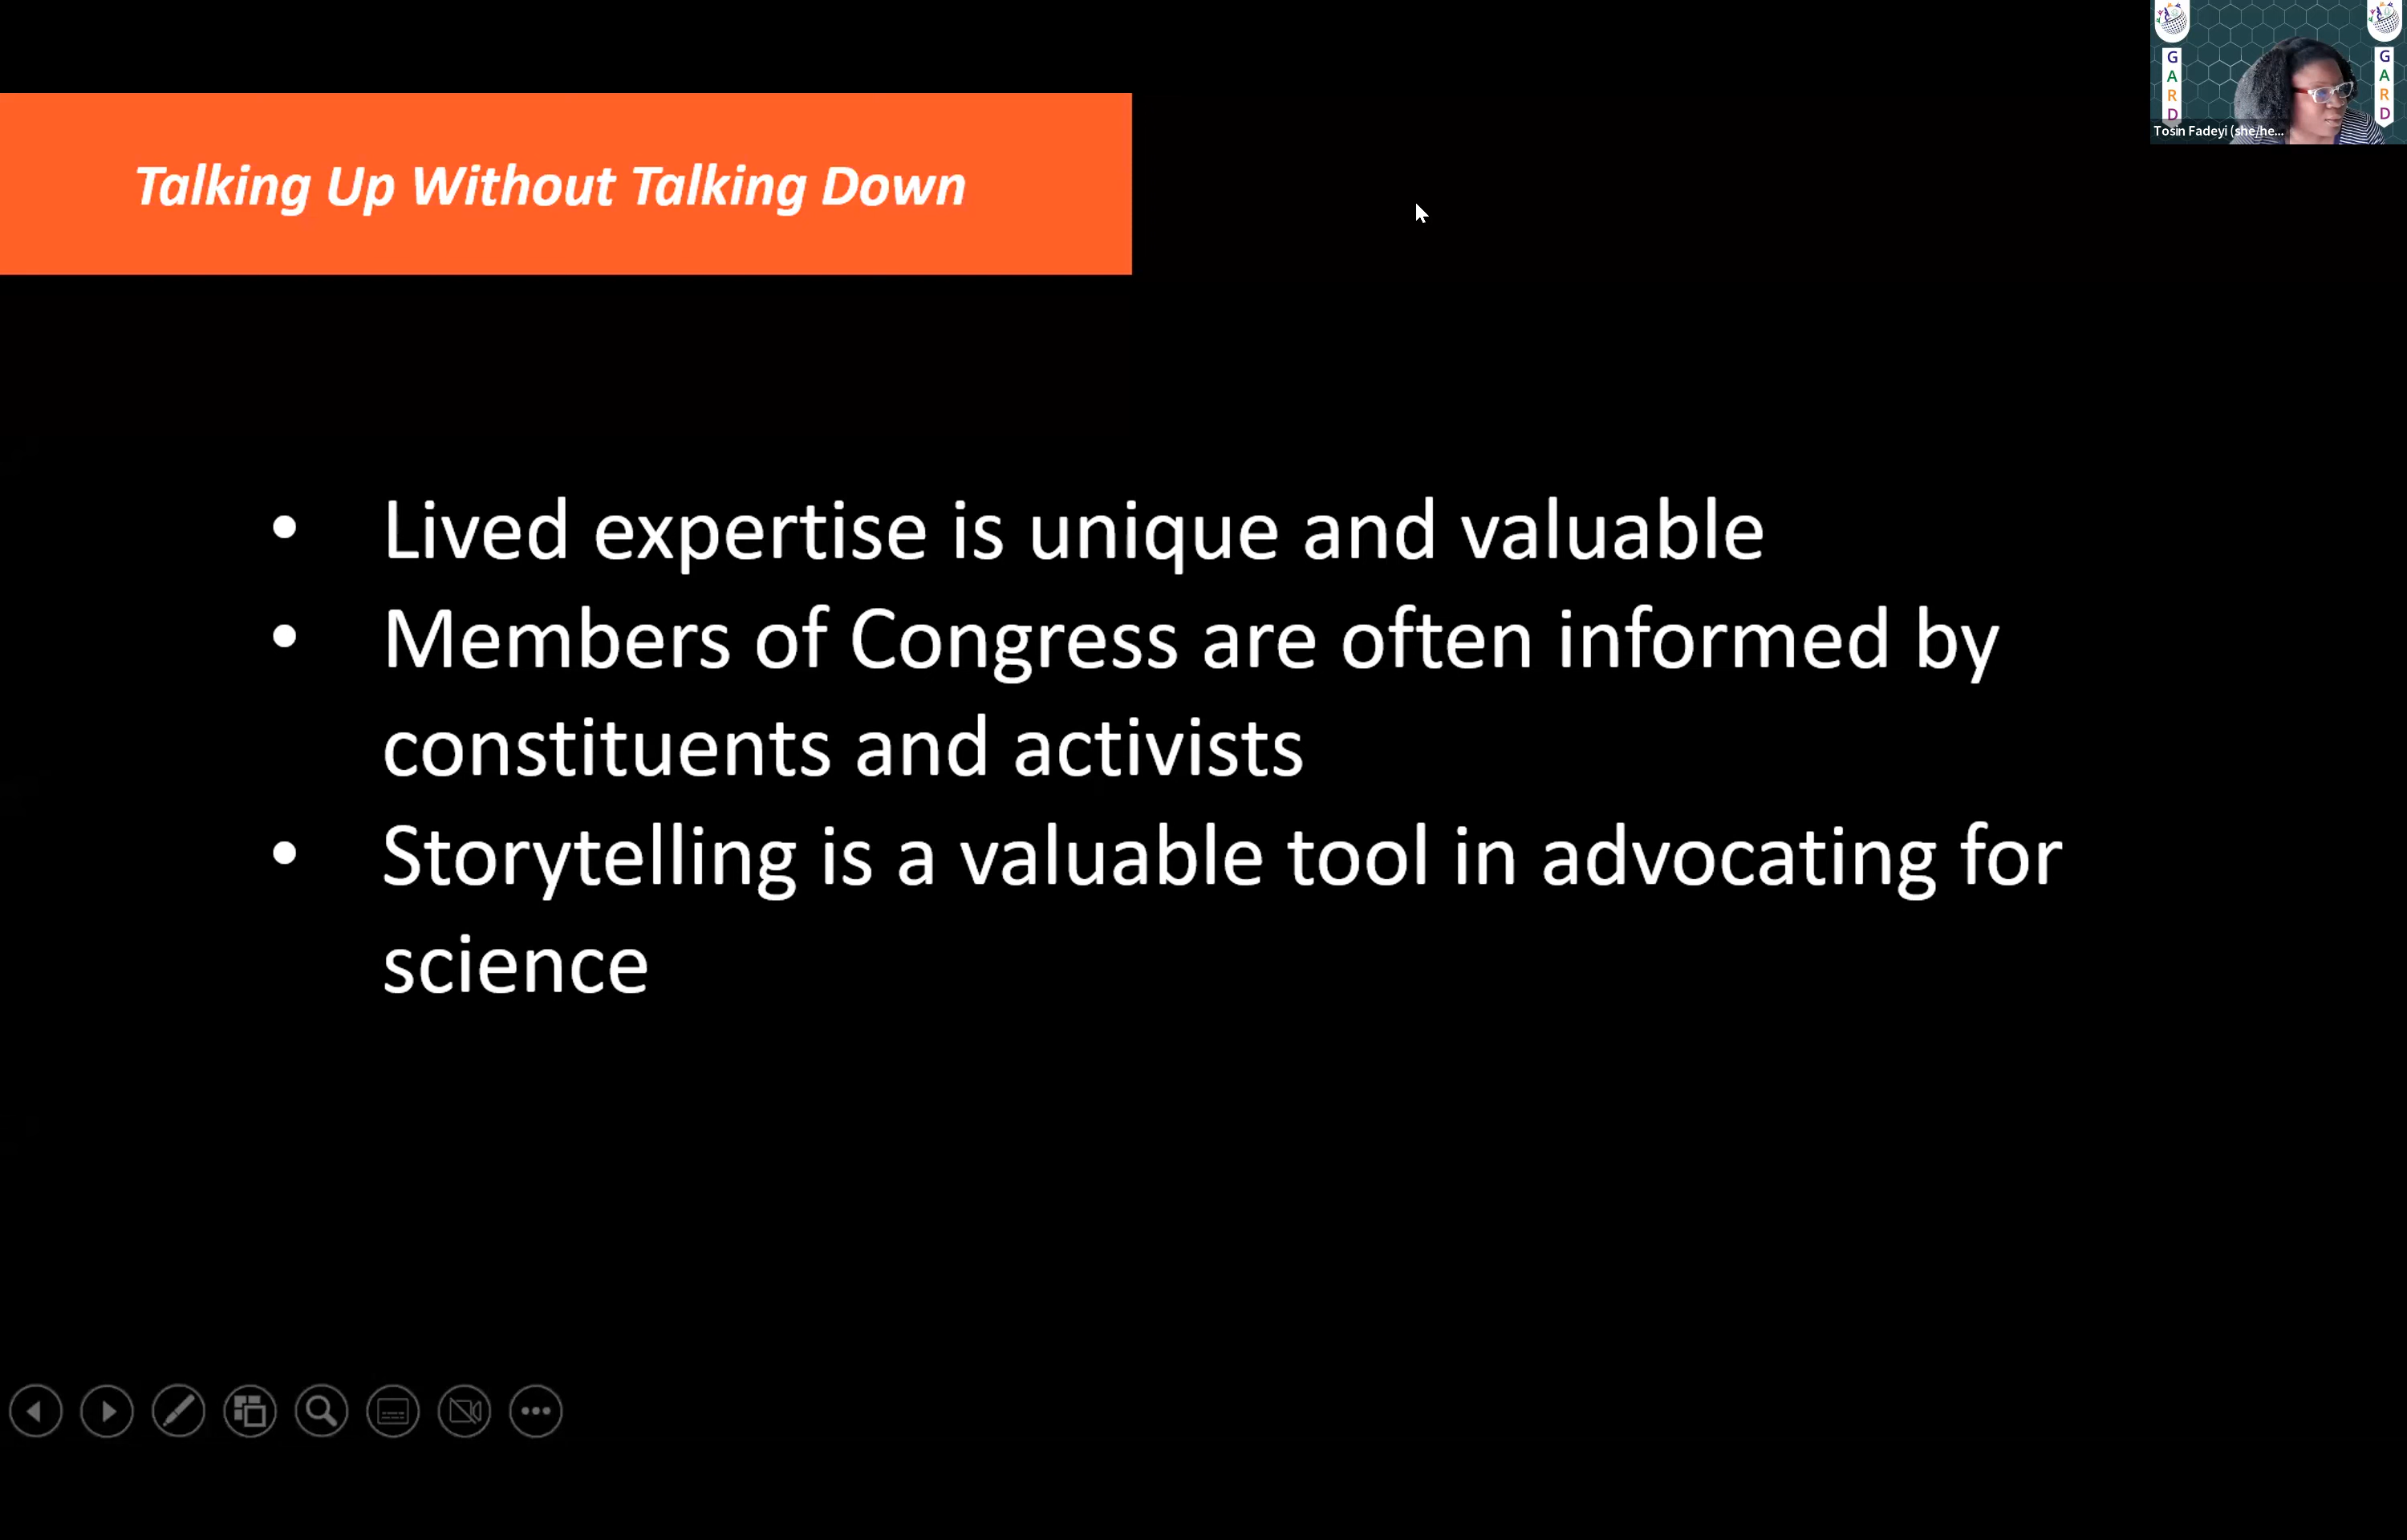 Talking Up Without Talking Down
• Lived expertise is unique and valuable
• Members of Congress are often informed by
constituents and activists
• Storytelling is a valuable tool in advocating for
science
G
A
R
D
G
A
R
D
Tosin Fadeyi (she/he...